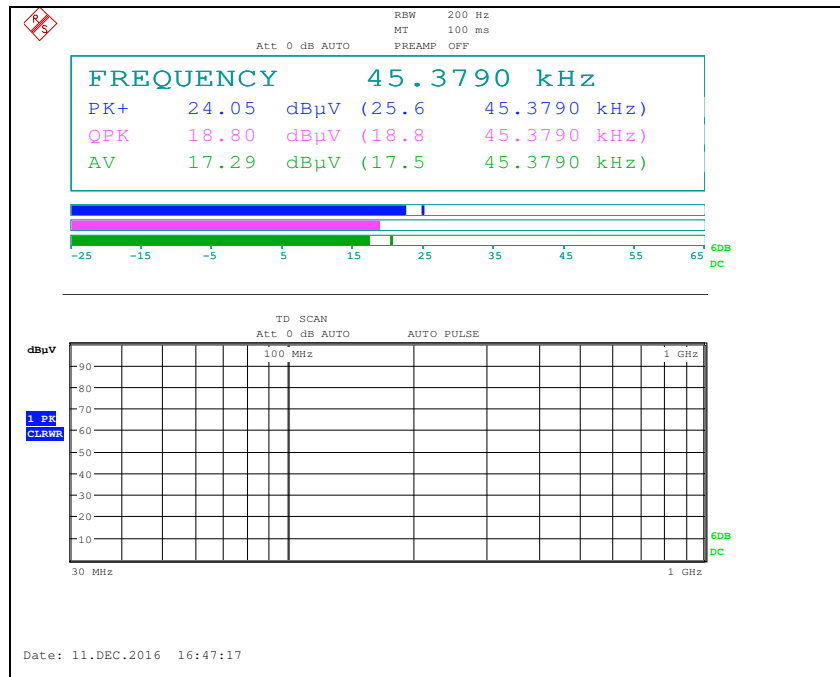 R S
RBW 200 Hz
MT 100 ms
Att 0 dB AUTO PREAMP OFF
FREQUENCY 45.3790 kHz
PK+ 24.05 dBµV (25.6 45.3790 kHz)
QPK 18.80 dBµV (18.8 45.3790 kHz)
AV 17.29 dBµV (17.5 45.3790 kHz)
-25 -15 -5 5 15 25 35 45 55 65
6DB
DC
TD SCAN
Att 0 dB AUTO AUTO PULSE
dBµV
100 MHz 1 GHz
90
80
70
1 PK
CLRWR
60
50
40
30
20
10
6DB
DC
30 MHz 1 GHz
Date: 11.DEC.2016 16:47:17